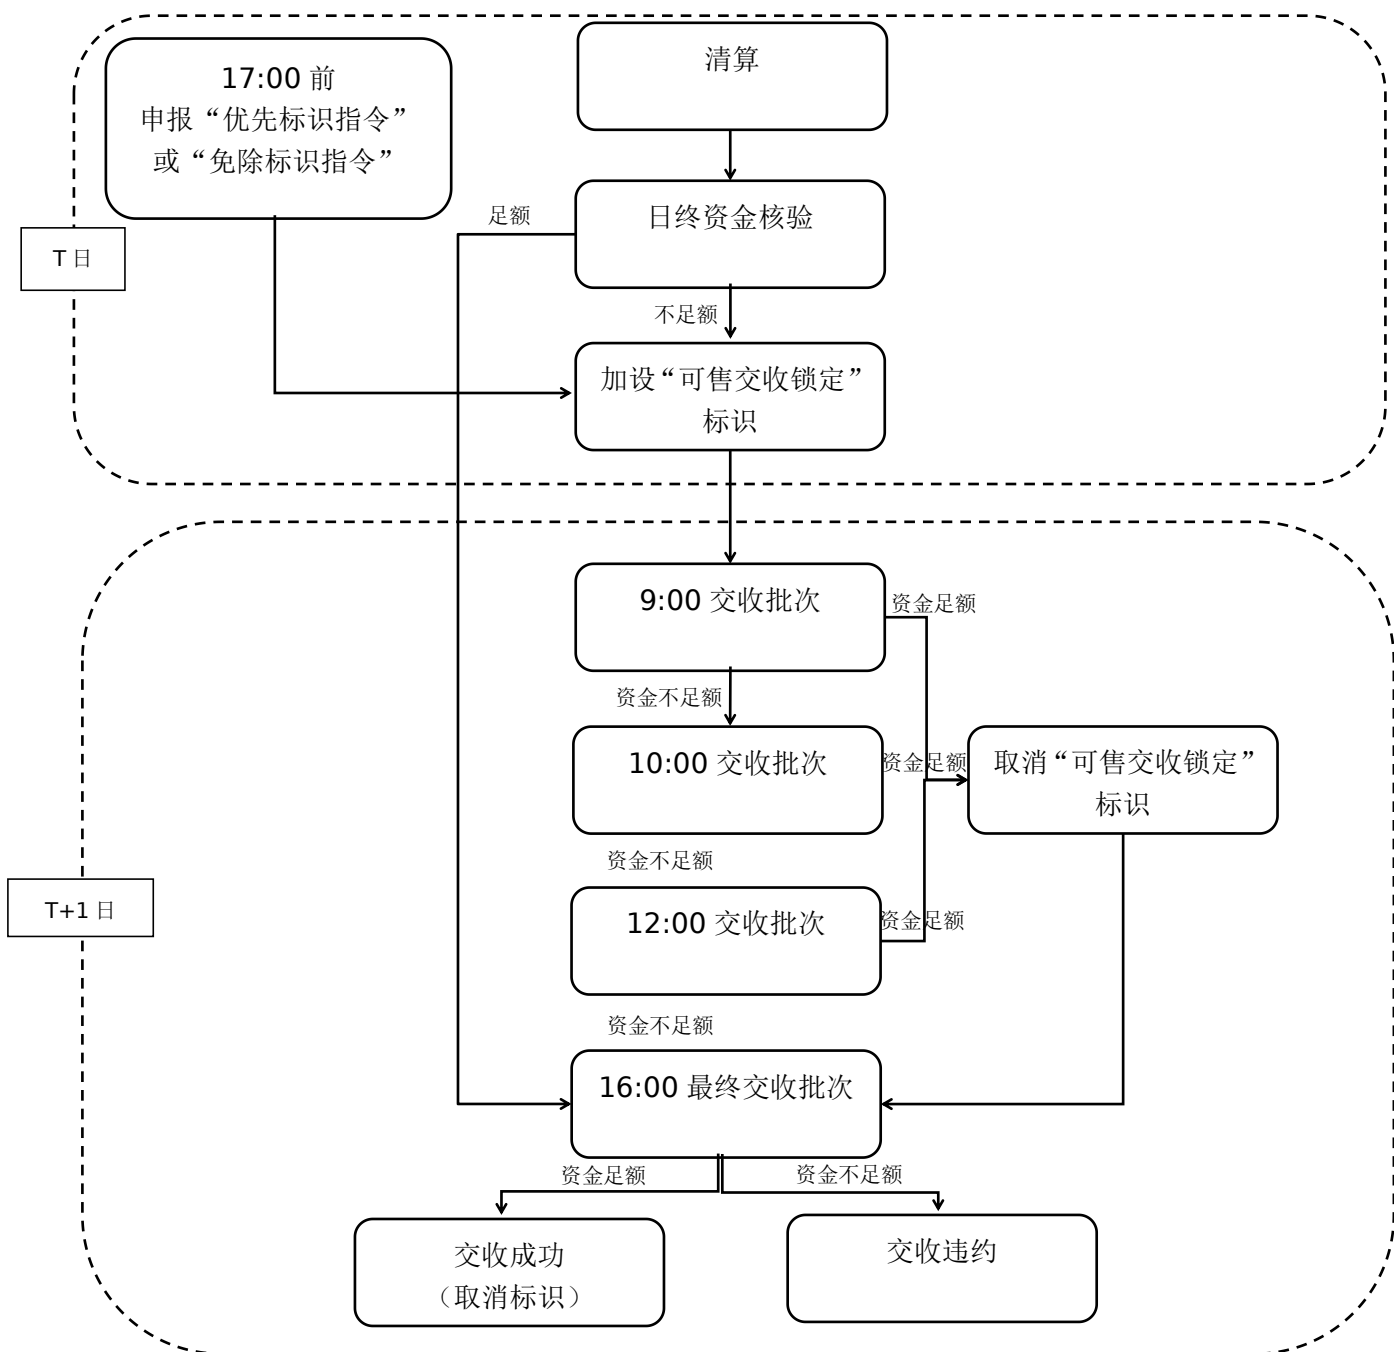 清算
17:00 前
申报“优先标识指令”
或“免除标识指令”
足额
日终资金核验
T 日
不足额
加设“可售交收锁定”
标识
9:00 交收批次
资金足额
资金不足额
10:00 交收批次
资金足额
取消“可售交收锁定”
标识
资金不足额
T+1 日
12:00 交收批次
资金足额
资金不足额
16:00 最终交收批次
资金足额
资金不足额
交收成功
（取消标识）
交收违约